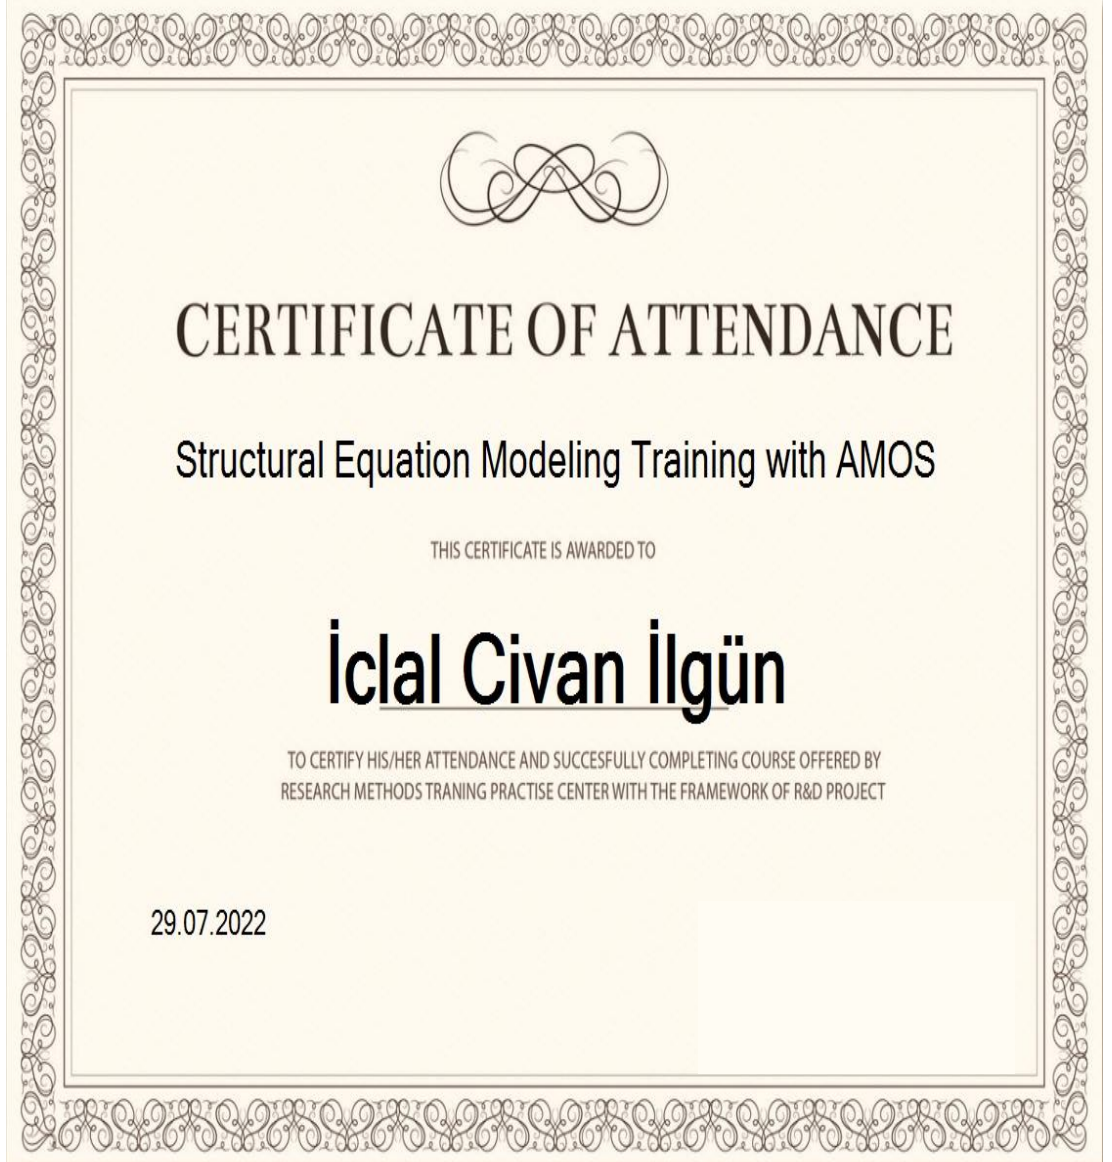 CERTIFICATE OF ATTENDANCE
Structural Equation Modeling Training with AMOS
THIS CERTIFICATE IS AWARDED TO
İclal Civan İlgün
TO CERTIFY HIS/HER ATTENDANCE AND SUCCESFULLY COMPLETING COURSE OFFERED BY
RESEARCH METHODS TRANING PRACTISE CENTER WITH THE FRAMEWORK OF R&D PROJECT
29.07.2022